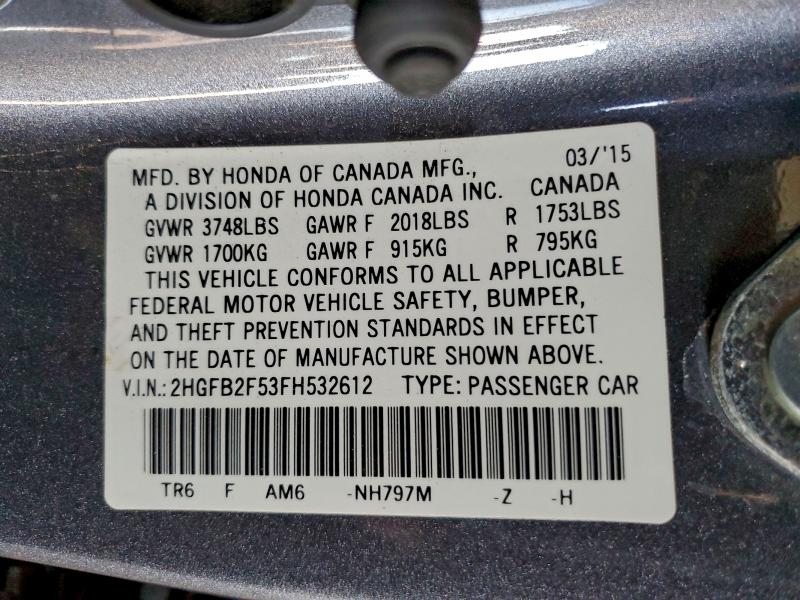 MFD. BY HONDA OF CANADA MFG., 03/'15
A DIVISION OF HONDA CANADA INC. CANADA
GVWR 3748LBS GAWR F 2018LBS R 1753LBS
GVWR 1700KG GAWR F 915KG R 795KG
THIS VEHICLE CONFORMS TO ALL APPLICABLE
FEDERAL MOTOR VEHICLE SAFETY, BUMPER,
AND THEFT PREVENTION STANDARDS IN EFFECT
ON THE DATE OF MANUFACTURE SHOWN ABOVE.
V.I.N.: 2HGFB2F53FH532612 TYPE: PASSENGER CAR
TR6 F AM6 -NH797M -Z -H